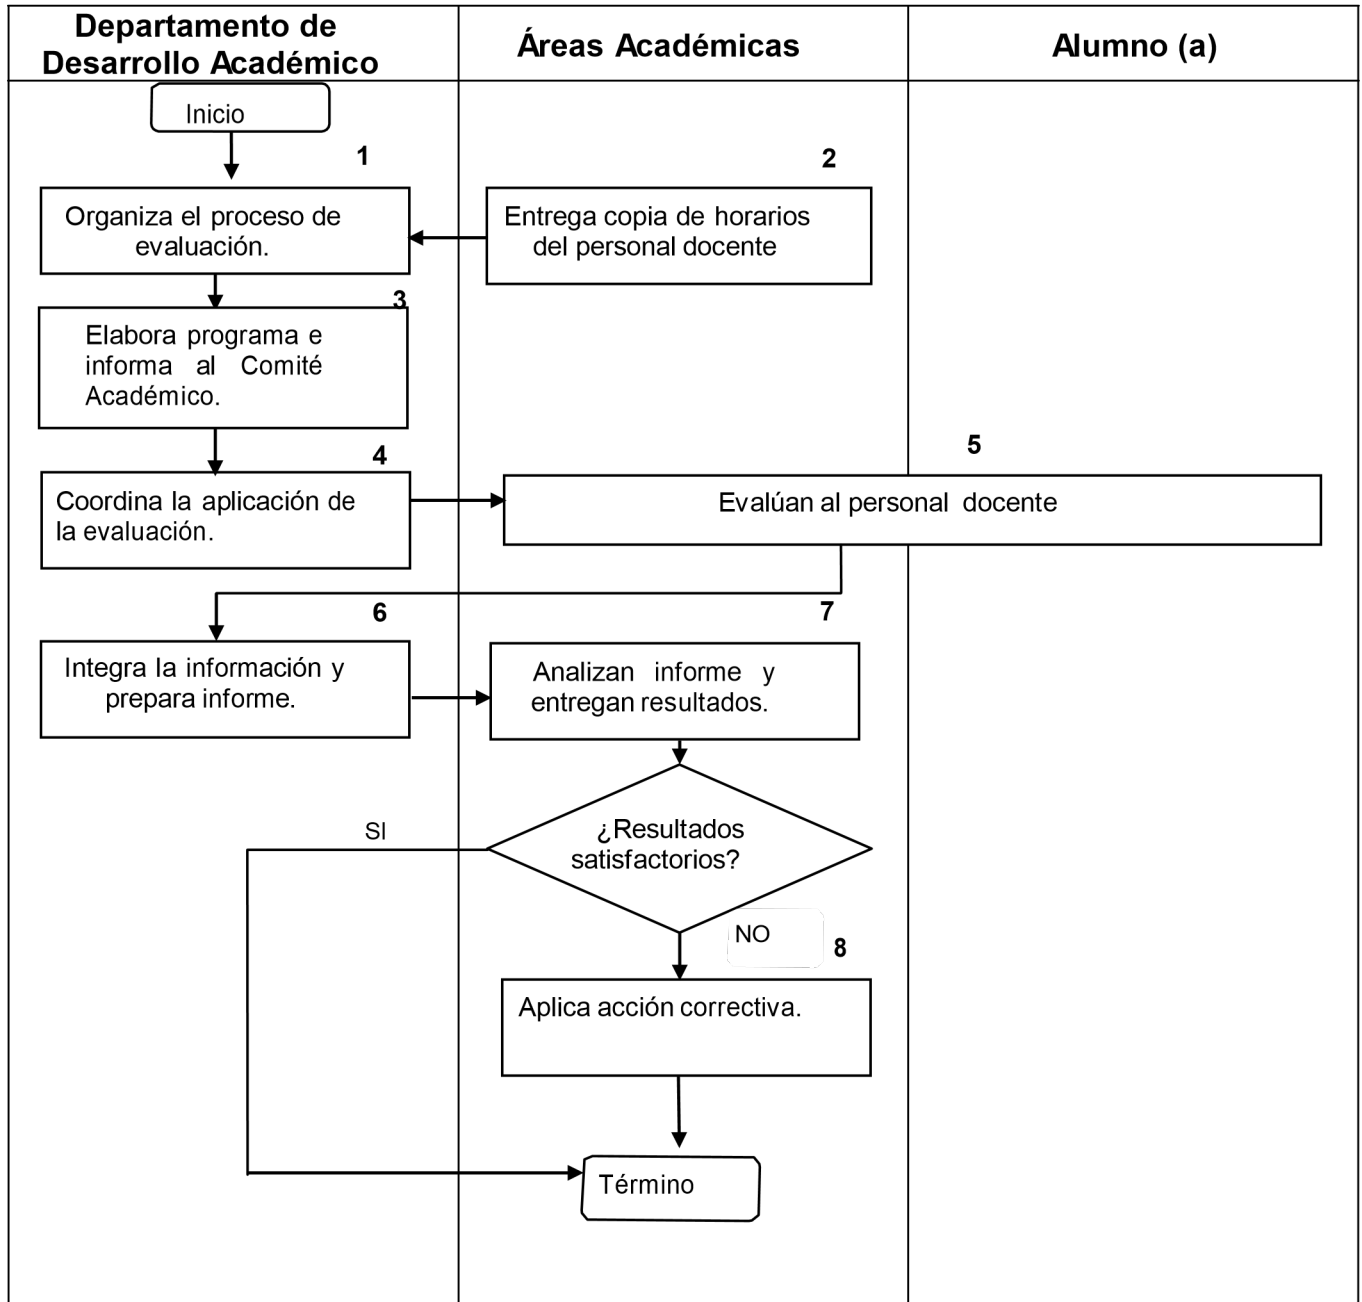 Departamento de
Desarrollo Académico
Áreas Académicas
Alumno (a)
Inicio
1
2
Organiza el proceso de
evaluación.
Entrega copia de horarios
del personal docente
3
Elabora programa e
informa al Comité
Académico.
4
5
Coordina la aplicación de
la evaluación.
Evalúan al personal docente
6
7
Integra la información y
prepara informe.
Analizan informe y
entregan resultados.
SI
¿Resultados
satisfactorios?
NO
8
Aplica acción correctiva.
Término